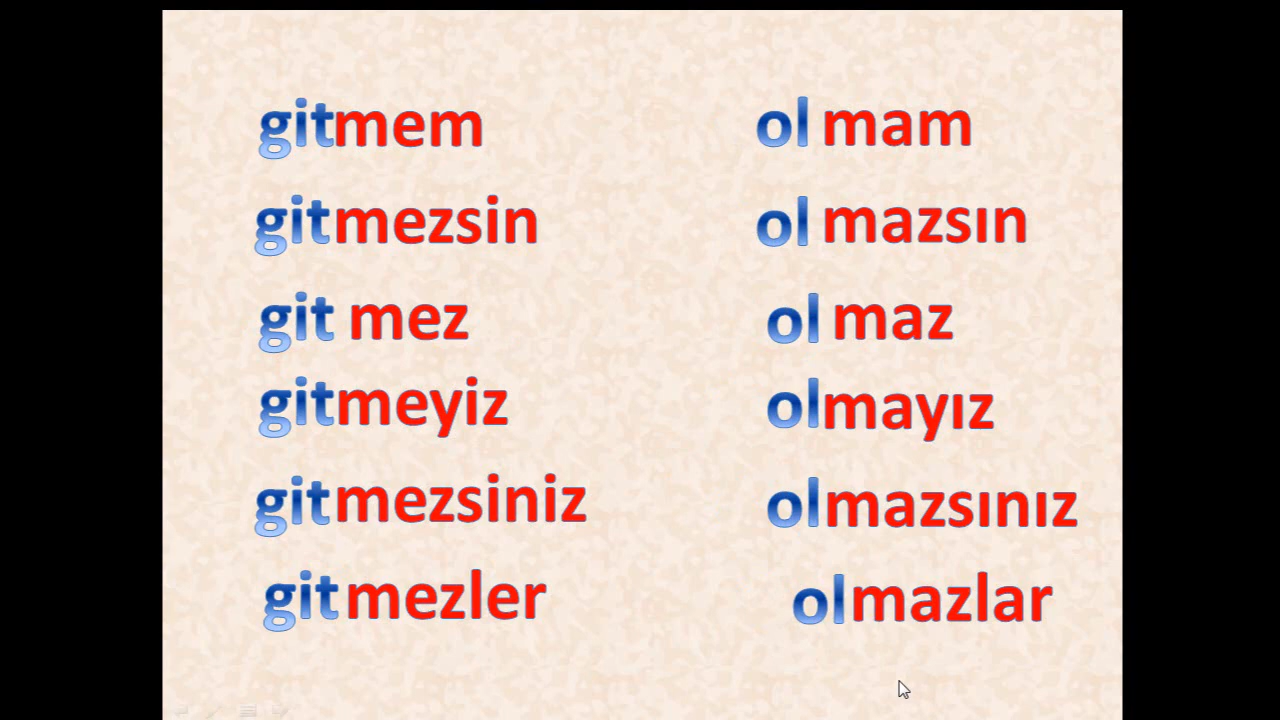 gitmem ol mam
gitmezsin ol mazsın
git mez ol maz
gitmeyiz olmayız
gitmezsiniz olmazsınız
gitmezler olmazlar